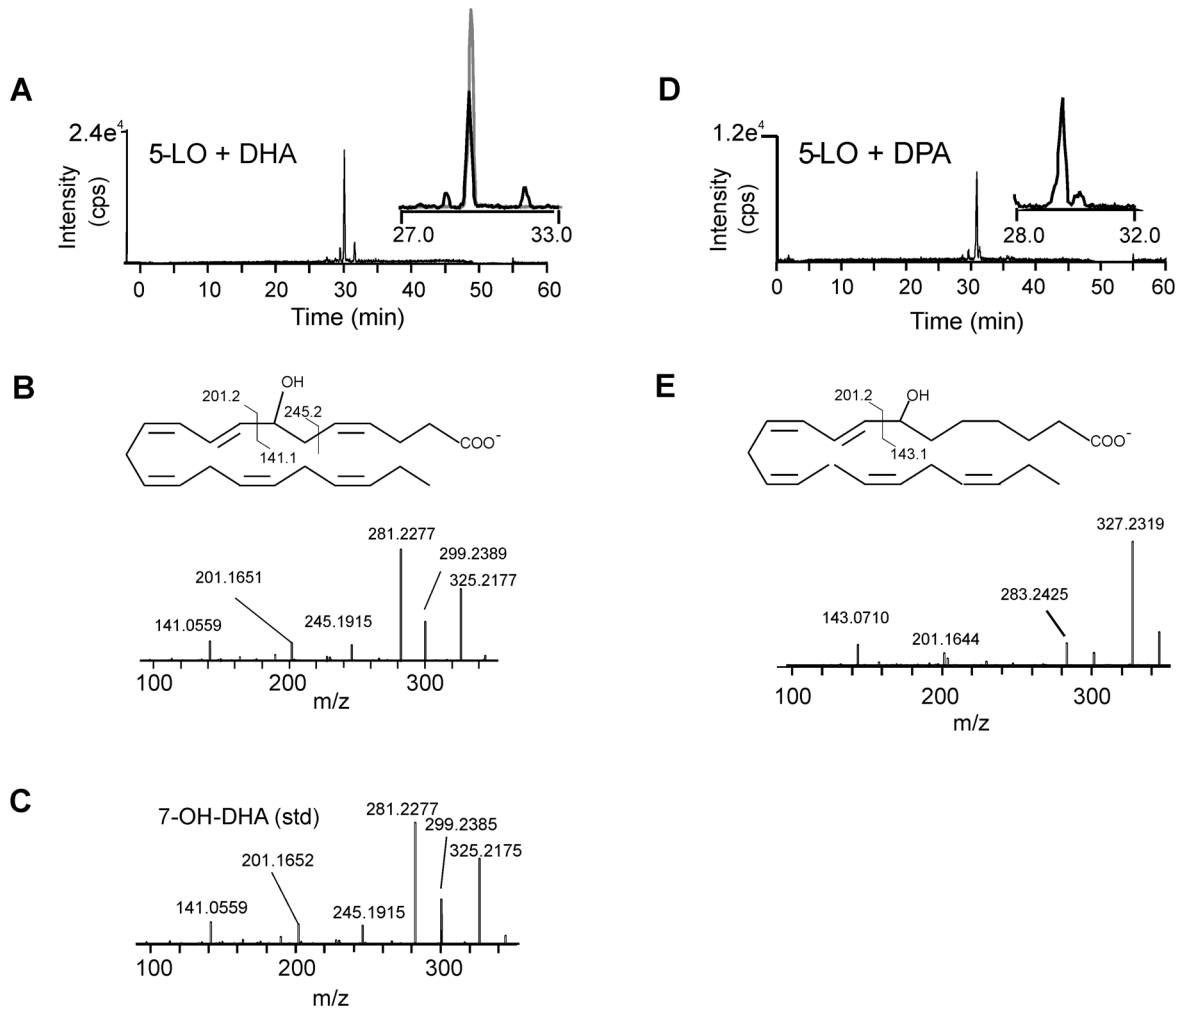 A
2.4e4
5-LO + DHA
Intensity
(cps)
27.0 33.0
0 10 20 30 40 50 60
Time (min)
D
1.2e4
5-LO + DPA
Intensity
(cps)
28.0 32.0
0 10 20 30 40 50 60
Time (min)
B
OH
201.2
245.2
141.1
COO-
281.2277
299.2389
201.1651
325.2177
141.0559
245.1915
100 200 300
m/z
E
OH
201.2
143.1
COO-
327.2319
283.2425
143.0710
201.1644
100 200 300
m/z
C
7-OH-DHA (std)
281.2277
299.2385
325.2175
201.1652
141.0559
245.1915
100 200 300
m/z